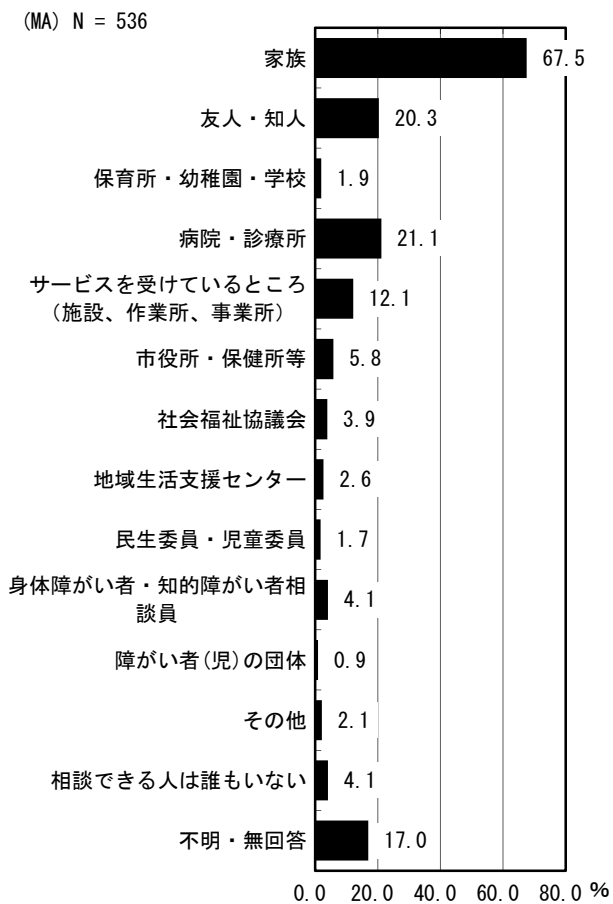 (MA) N = 536
家族 67.5
友人・知人 20.3
保育所・幼稚園・学校 1.9
病院・診療所 21.1
サービスを受けているところ
(施設、作業所、事業所) 12.1
市役所・保健所等 5.8
社会福祉協議会 3.9
地域生活支援センター 2.6
民生委員・児童委員 1.7
身体障がい者・知的障がい者相
談員 4.1
障がい者(児)の団体 0.9
その他 2.1
相談できる人は誰もいない 4.1
不明・無回答 17.0
0.0 20.0 40.0 60.0 80.0 %